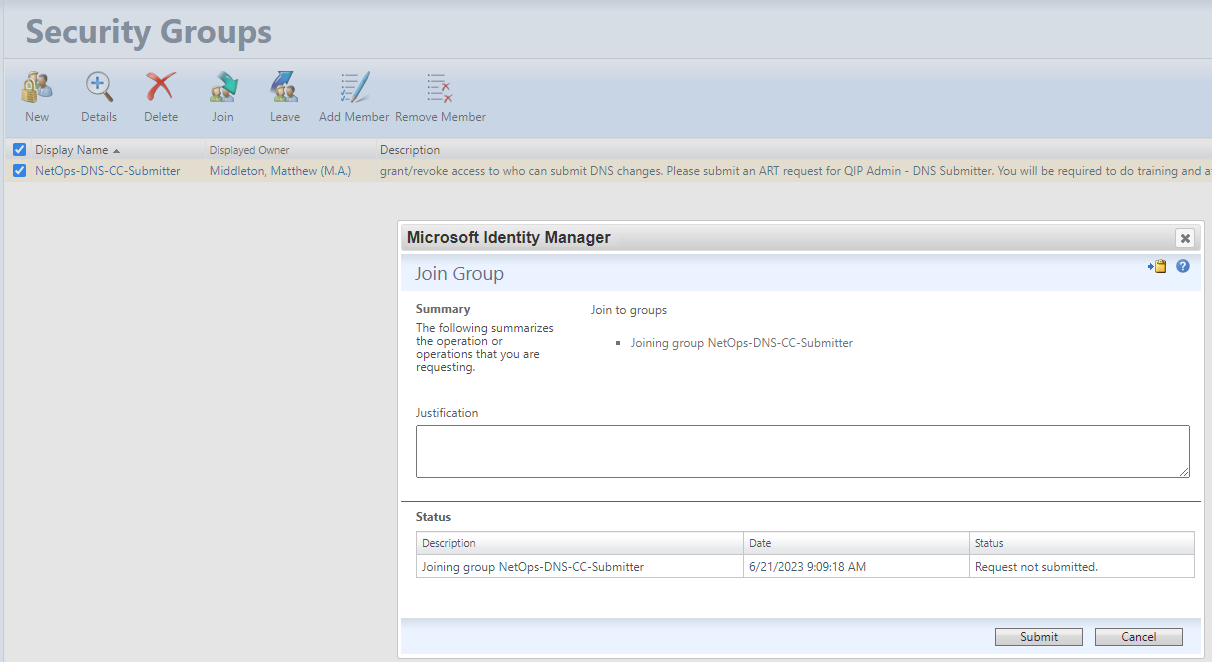 Security Groups
New Details Delete Join Leave Add Member Remove Member
Display Name Displayed Owner Description
NetOps-DNS-CC-Submitter Middleton, Matthew (M.A.) grant/revoke access to who can submit DNS changes. Please submit an ART request for QIP Admin - DNS Submitter. You will be required to do training and
Microsoft Identity Manager
Join Group
Summary Join to groups
The following summarizes
the operation or Joining group NetOps-DNS-CC-Submitter
operations that you are
requesting.
Justification
Status
Description Date Status
Joining group NetOps-DNS-CC-Submitter 6/21/2023 9:09:18 AM Request not submitted.
Submit Cancel